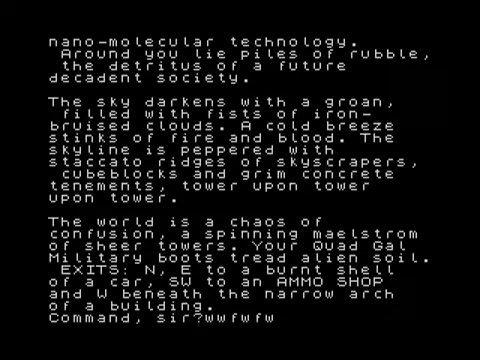 nano-molecular technology.
Around you lie piles of rubble,
the detritus of a future
decadent society.
The sky darkens with a groan,
filled with fists of iron-
bruised clouds. A cold breeze
stinks of fire and blood. The
skyline is peppered with
staccato ridges of skyscrapers,
cubeblocks and grim concrete
tenements, tower upon tower
upon tower.
The world is a chaos of
confusion, a spinning maelstrom
of sheer towers. Your Quad Gal
Military boots tread alien soil.
EXITS: N, E to a burnt shell
of a car, SW to an AMMO SHOP
and W beneath the narrow arch
of a building.
Command, sir?wwfwfw